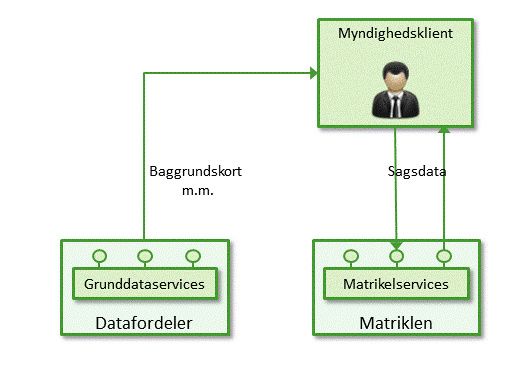 Myndighedsklient
Baggrundskort
m.m.
Sagsdata
Grunddataservices
Datafordeler
Matrikelservices
Matriklen